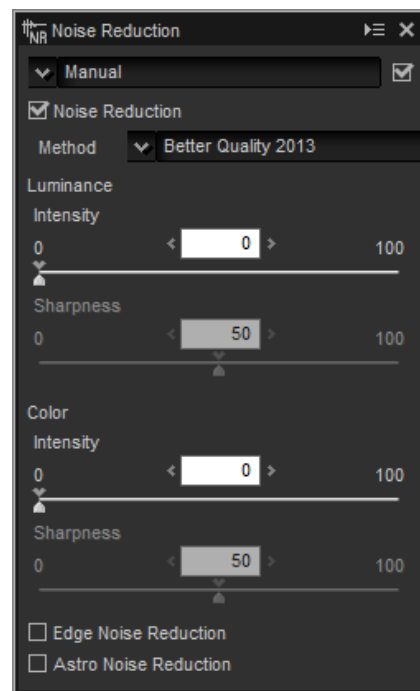 NR Noise Reduction
Manual
Noise Reduction
Method Better Quality 2013
Luminance
Intensity
0 0 100
Sharpness
0 50 100
Color
Intensity
0 0 100
Sharpness
0 50 100
Edge Noise Reduction
Astro Noise Reduction